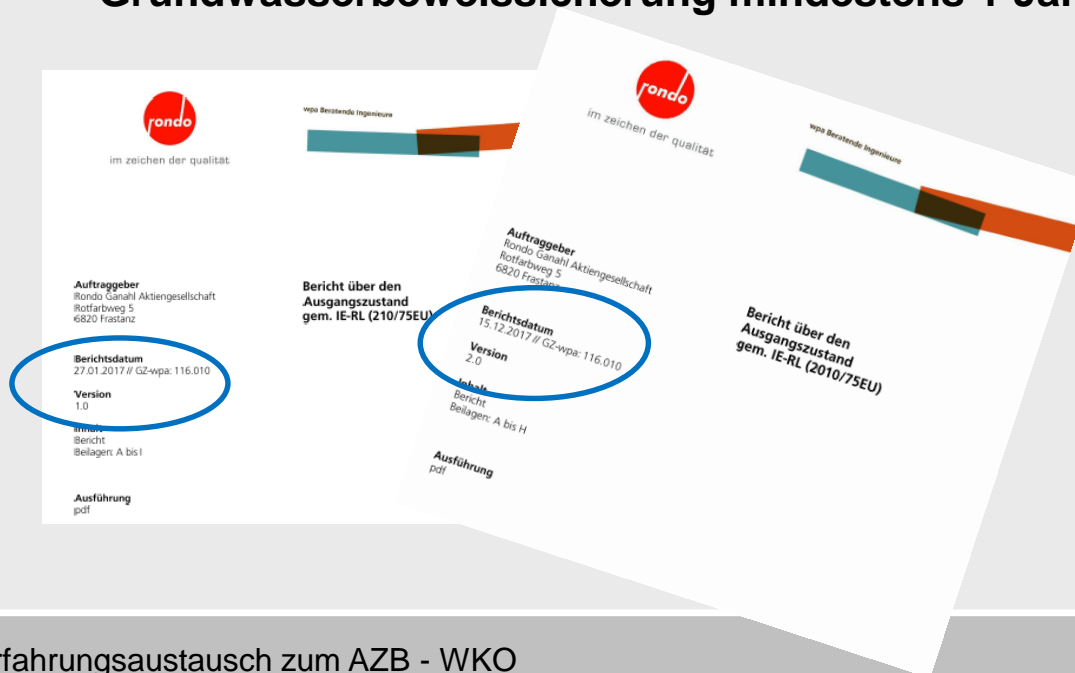 Grundwasserbeweissicherung mindestens 1
rondo
im zeichen der qualität
wpa Beratende Ingenieure
Auftraggeber
Rondo Ganahl Aktiengesellschaft
Rotfarbweg 5
6820 Frastanz
Bericht über den
Ausgangszustand
gem. IE-RL (210/75EU)
Berichtsdatum
27.01.2017 // GZ-wpa: 116.010
Version
1.0
Inhalt
Bericht
Beilagen: A bis I
Ausführung
pdf
rondo
im zeichen der qualität
wpa Beratende Ingenieure
Auftraggeber
Rondo Ganahl Aktiengesellschaft
Rotfarbweg 5
6820 Frastanz
Bericht über den
Ausgangszustand
gem. IE-RL (2010/75EU)
Berichtsdatum
15.12.2017 // GZ-wpa: 116.010
Version
2.0
Inhalt
Bericht
Beilagen: A bis H
Ausführung
pdf
rfahrungsaustausch zum AZB - WKO